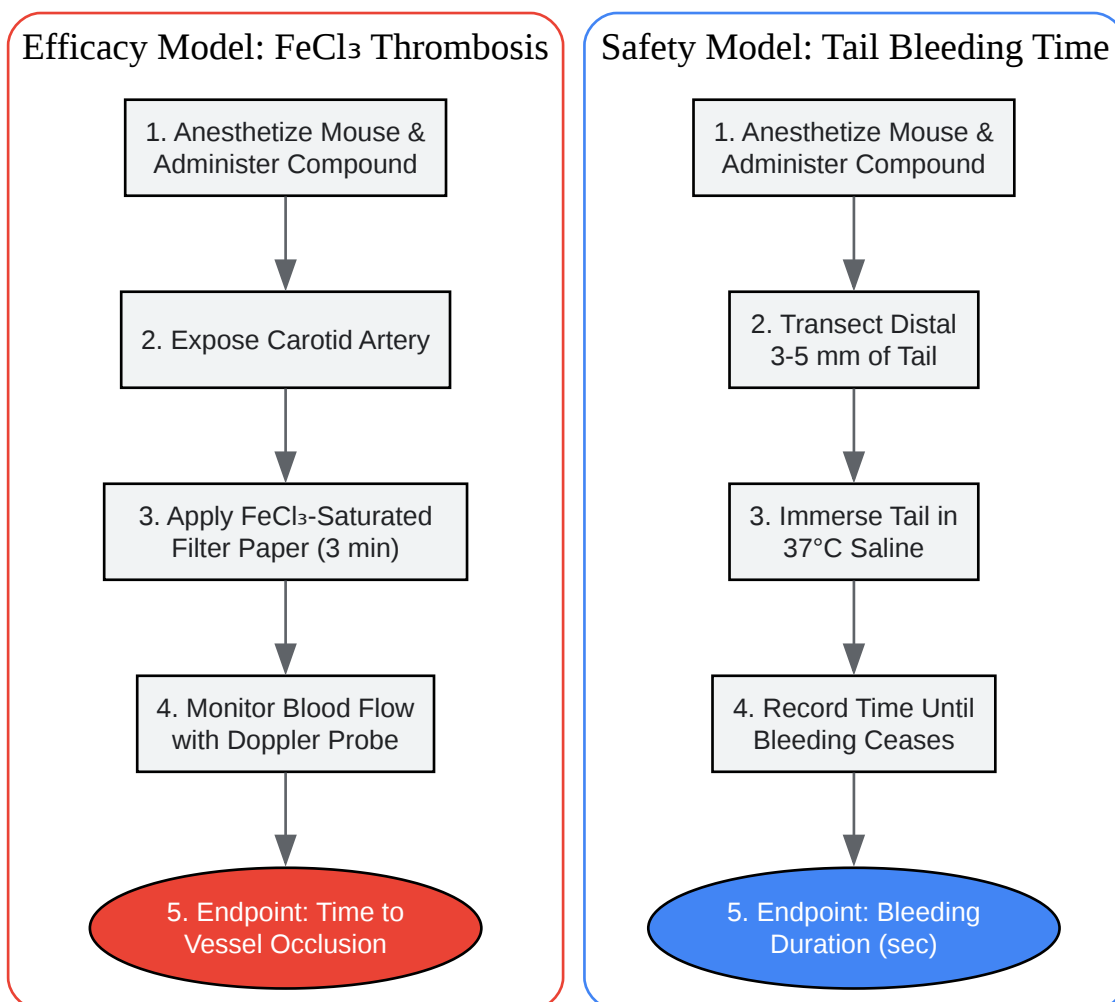 Efficacy Model: FeCl₃ Thrombosis
1. Anesthetize Mouse &
Administer Compound
2. Expose Carotid Artery
3. Apply FeCl₃-Saturated
Filter Paper (3 min)
4. Monitor Blood Flow
with Doppler Probe
5. Endpoint: Time to
Vessel Occlusion
Safety Model: Tail Bleeding Time
1. Anesthetize Mouse &
Administer Compound
2. Transect Distal
3-5 mm of Tail
3. Immerse Tail in
37°C Saline
4. Record Time Until
Bleeding Ceases
5. Endpoint: Bleeding
Duration (sec)